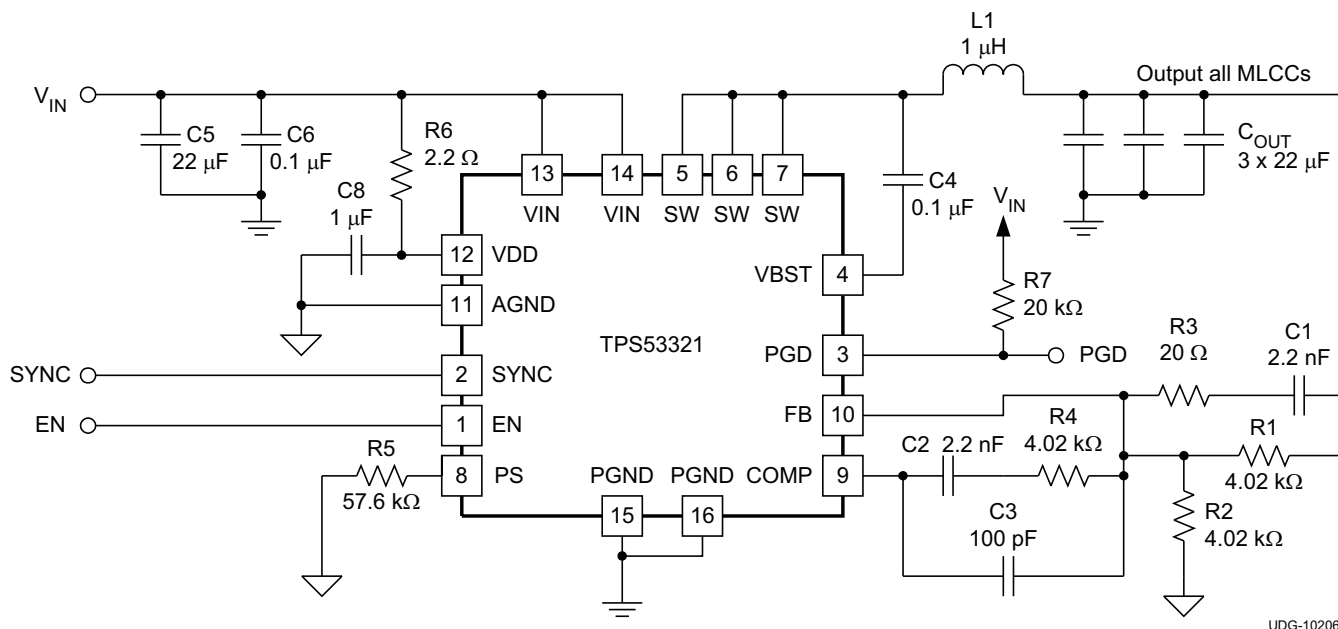 L1
1 μH
Output all MLCCs
V_IN
C5
22 μF
C6
0.1 μF
R6
2.2 Ω
C8
1 μF
13
14
5
6
7
VIN
VIN
SW
SW
SW
C4
0.1 μF
V_IN
C_OUT
3 x 22 μF
12
VDD
VBST
4
R7
20 kΩ
11
AGND
TPS53321
PGD
3
PGD
R3
20 Ω
C1
2.2 nF
SYNC
2
SYNC
EN
1
EN
FB
10
R5
57.6 kΩ
8
PS
PGND
PGND
COMP
9
C2
2.2 nF
R4
4.02 kΩ
R1
4.02 kΩ
15
16
C3
100 pF
R2
4.02 kΩ
UDG-10206